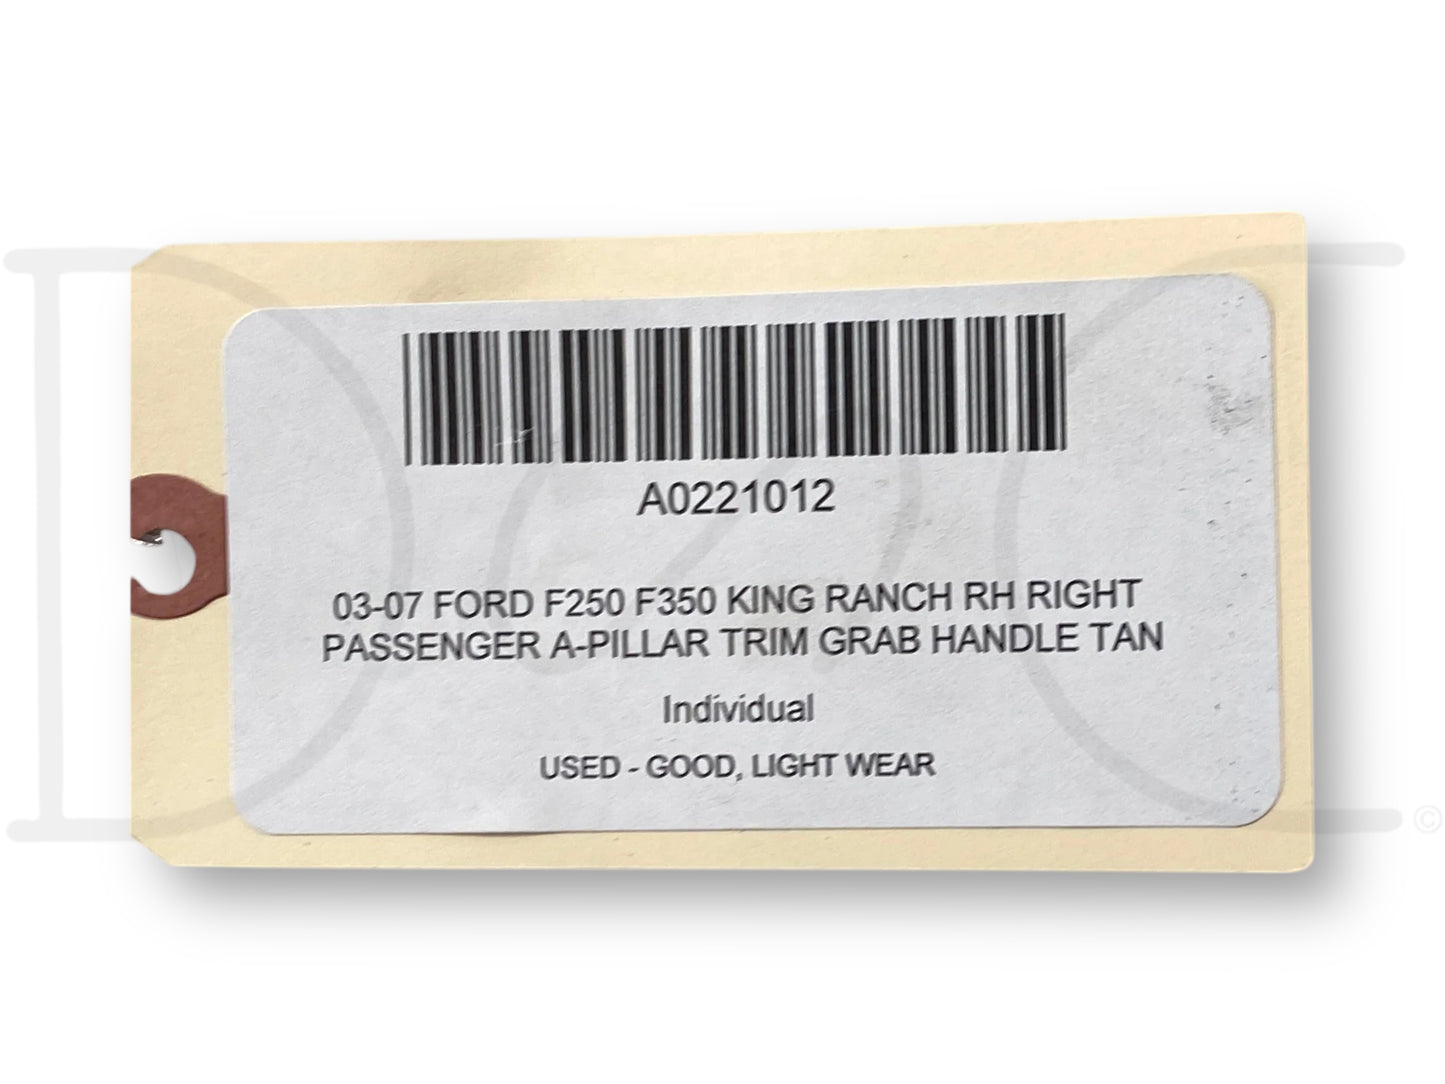 A0221012
03-07 FORD F250 F350 KING RANCH RH RIGHT
PASSENGER A-PILLAR TRIM GRAB HANDLE TAN
Individual
USED - GOOD, LIGHT WEAR
©